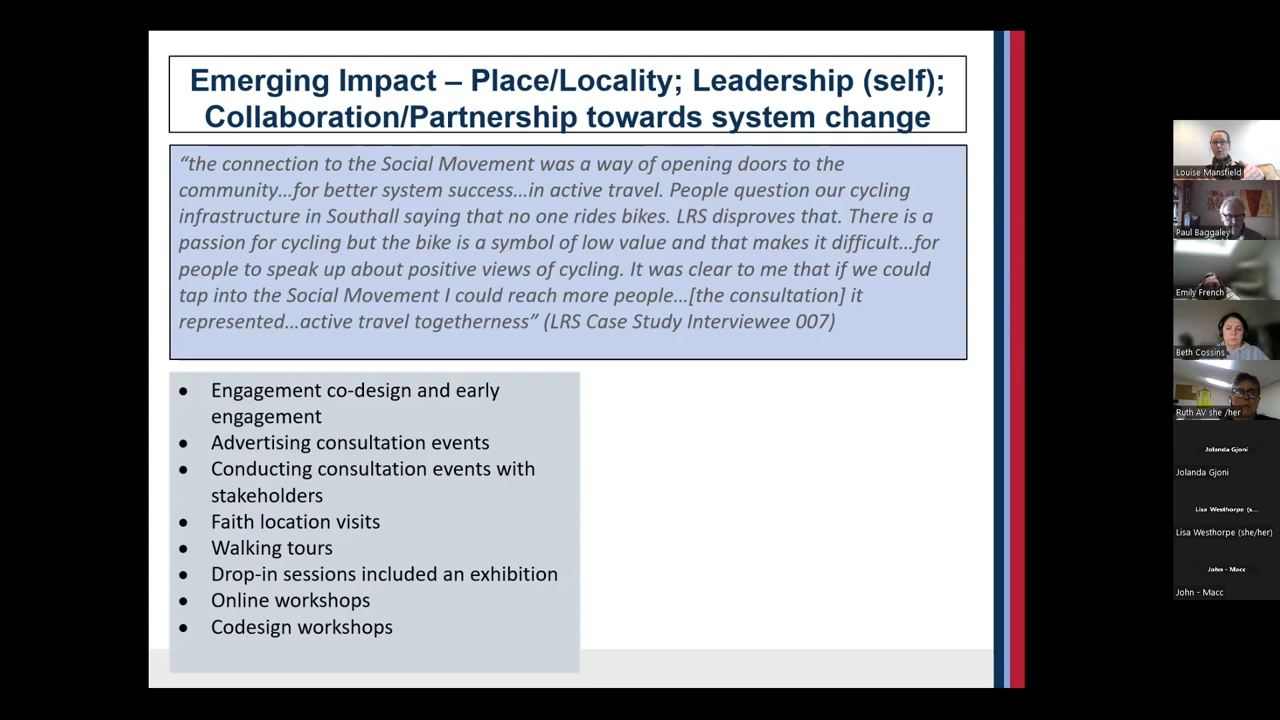 Emerging Impact – Place/Locality; Leadership (self);
Collaboration/Partnership towards system change
“the connection to the Social Movement was a way of opening doors to the
community…for better system success…in active travel. People question our cycling
infrastructure in Southall saying that no one rides bikes. LRS disproves that. There is a
passion for cycling but the bike is a symbol of low value and that makes it difficult…for
people to speak up about positive views of cycling. It was clear to me that if we could
tap into the Social Movement I could reach more people…[the consultation] it
represented…active travel togetherness” (LRS Case Study Interviewee 007)
• Engagement co-design and early
engagement
• Advertising consultation events
• Conducting consultation events with
stakeholders
• Faith location visits
• Walking tours
• Drop-in sessions included an exhibition
• Online workshops
• Codesign workshops
Louise Mansfield
Paul Baggaley
Emily French
Beth Cossins
Ruth AV she /her
Jolanda Gjoni
Jolanda Gjoni
Lisa Westhorpe (s...
Lisa Westhorpe (she/her)
John - Macc
John - Macc